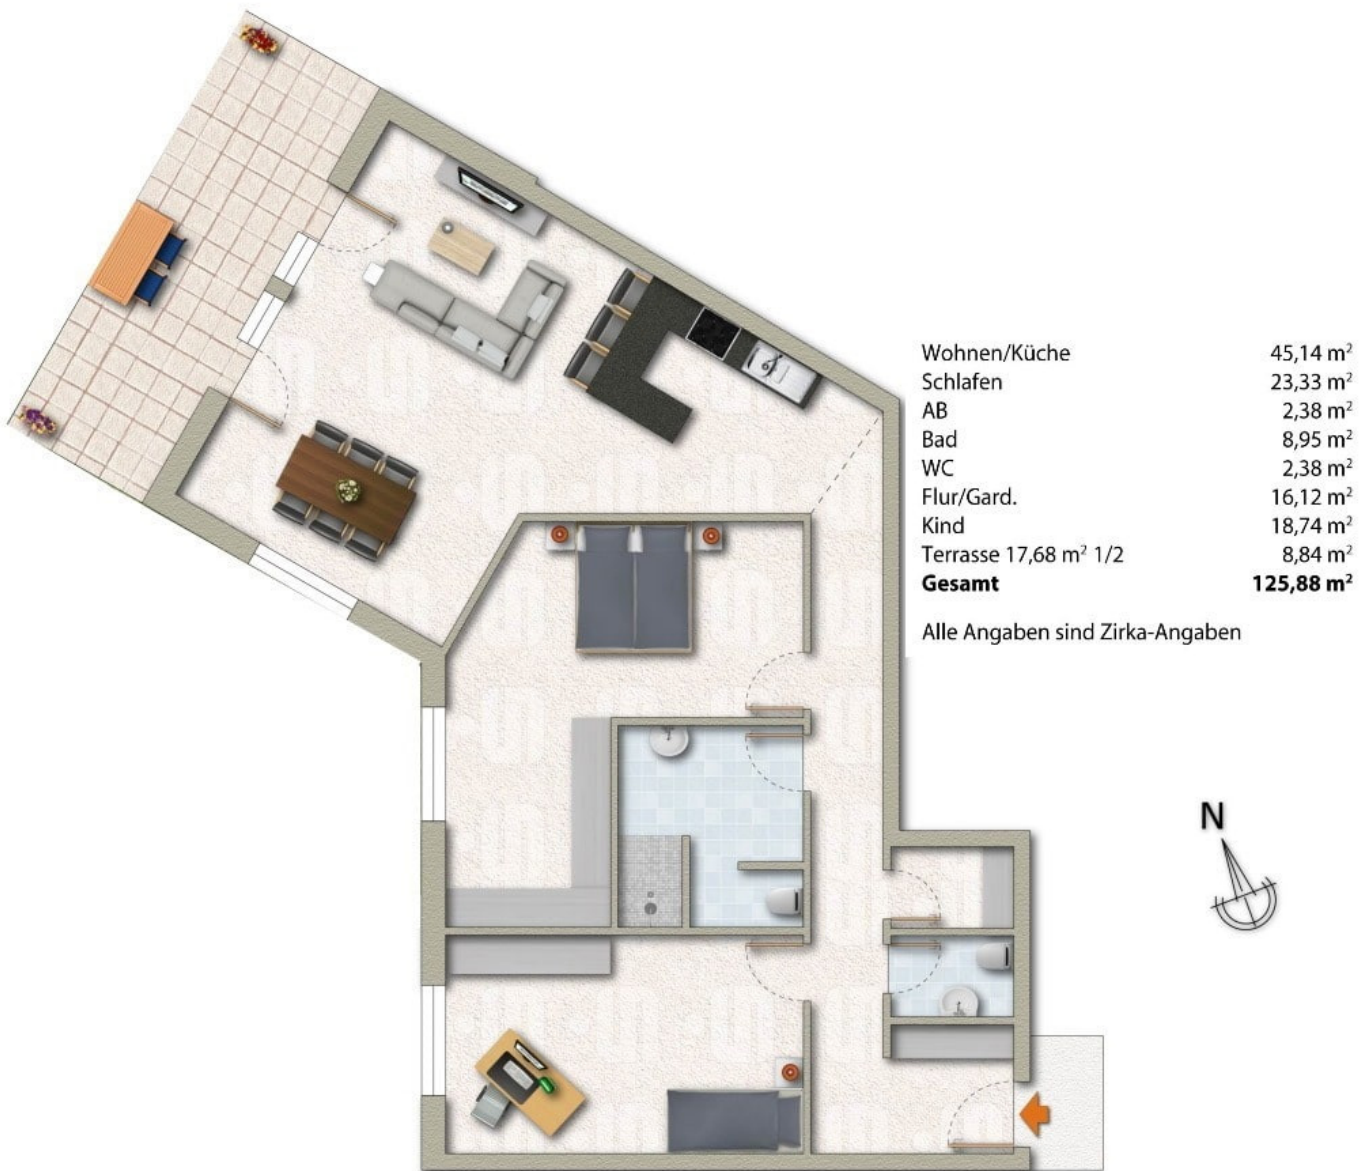 Wohnen/Küche 45,14 m²
Schlafen 23,33 m²
AB 2,38 m²
Bad 8,95 m²
WC 2,38 m²
Flur/Gard. 16,12 m²
Kind 18,74 m²
Terrasse 17,68 m² 1/2 8,84 m²
Gesamt 125,88 m²
Alle Angaben sind Zirka-Angaben
N